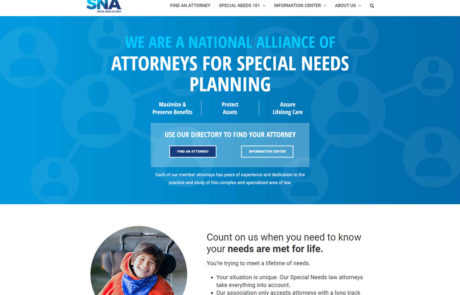 SNA
FIND AN ATTORNEY SPECIAL NEEDS 101 INFORMATION CENTER ABOUT US
WE ARE A NATIONAL ALLIANCE OF
ATTORNEYS FOR SPECIAL NEEDS
PLANNING
Maximize &
Preserve Benefits
Protect
Assets
Assure
Lifelong Care
USE OUR DIRECTORY TO FIND YOUR ATTORNEY
FIND AN ATTORNEY
INFORMATION CENTER
Each of our member attorneys has years of experience and dedication to the
practice and study of this complex and specialized area of law.
Count on us when you need to know
your needs are met for life.
You're trying to meet a lifetime of needs.
• Your situation is unique. Our Special Needs law attorneys
take everything into account.
• Our association only accepts attorneys with a long track